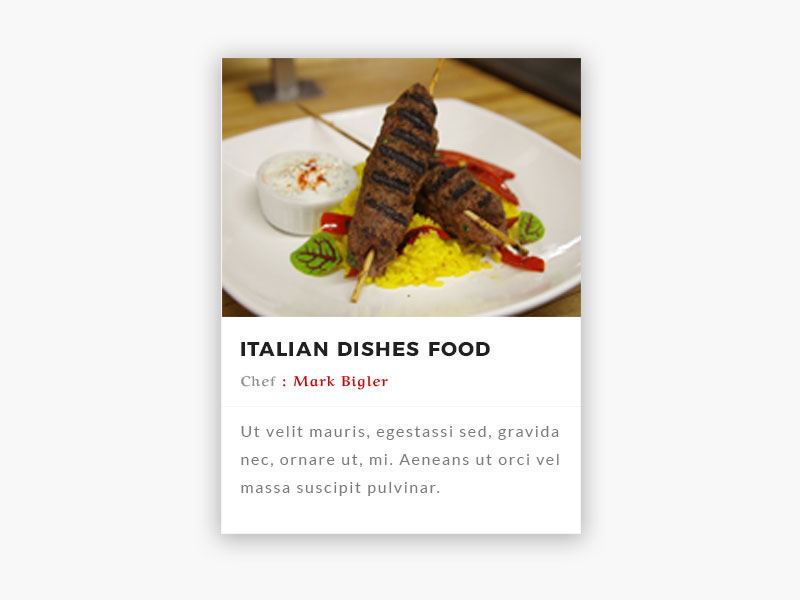 ITALIAN DISHES FOOD
Chef : Mark Bigler
Ut velit mauris, egestassi sed, gravida
nec, ornare ut, mi. Aeneans ut orci vel
massa suscipit pulvinar.